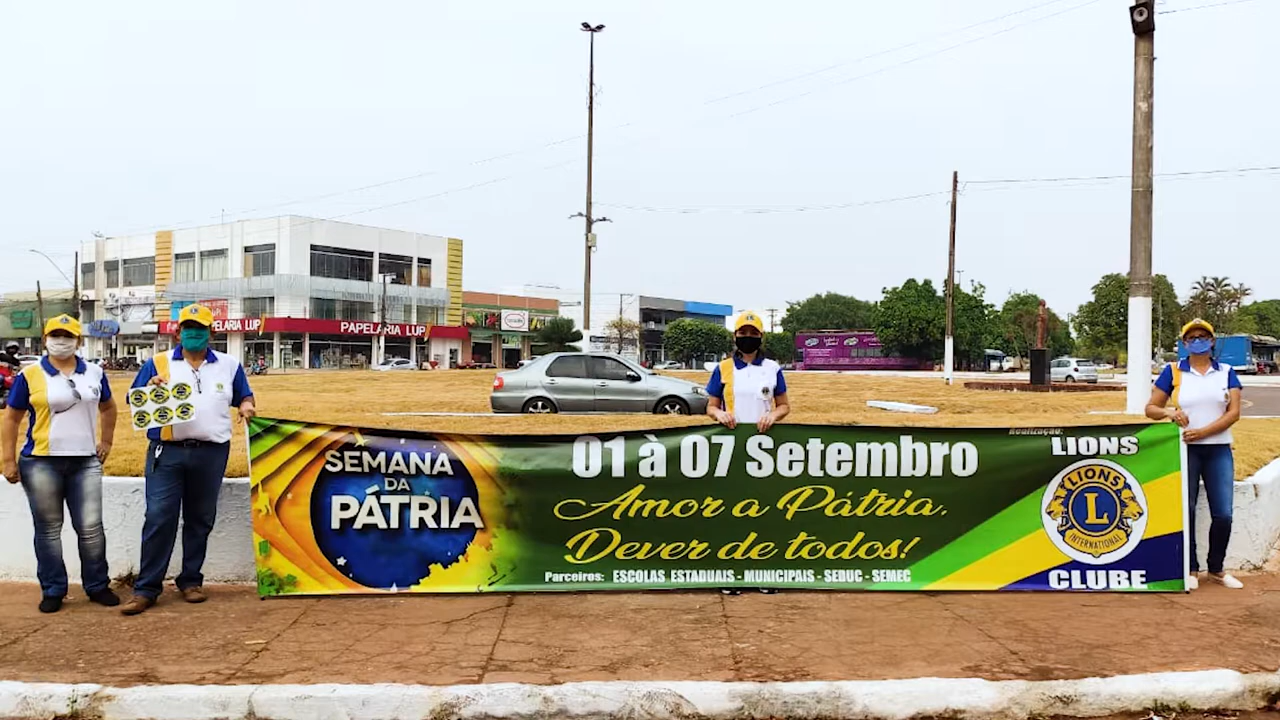 PAPELARIA LUP
PAPELARIA LUP
SEMANA
DA
PÁTRIA
01 à 07 Setembro
Amor a Pátria,
Dever de todos!
Parceiros: ESCOLAS ESTADUAIS - MUNICIPAIS - SEDUC - SEMEC
Realização:
LIONS
LIONS
L
INTERNATIONAL
CLUBE